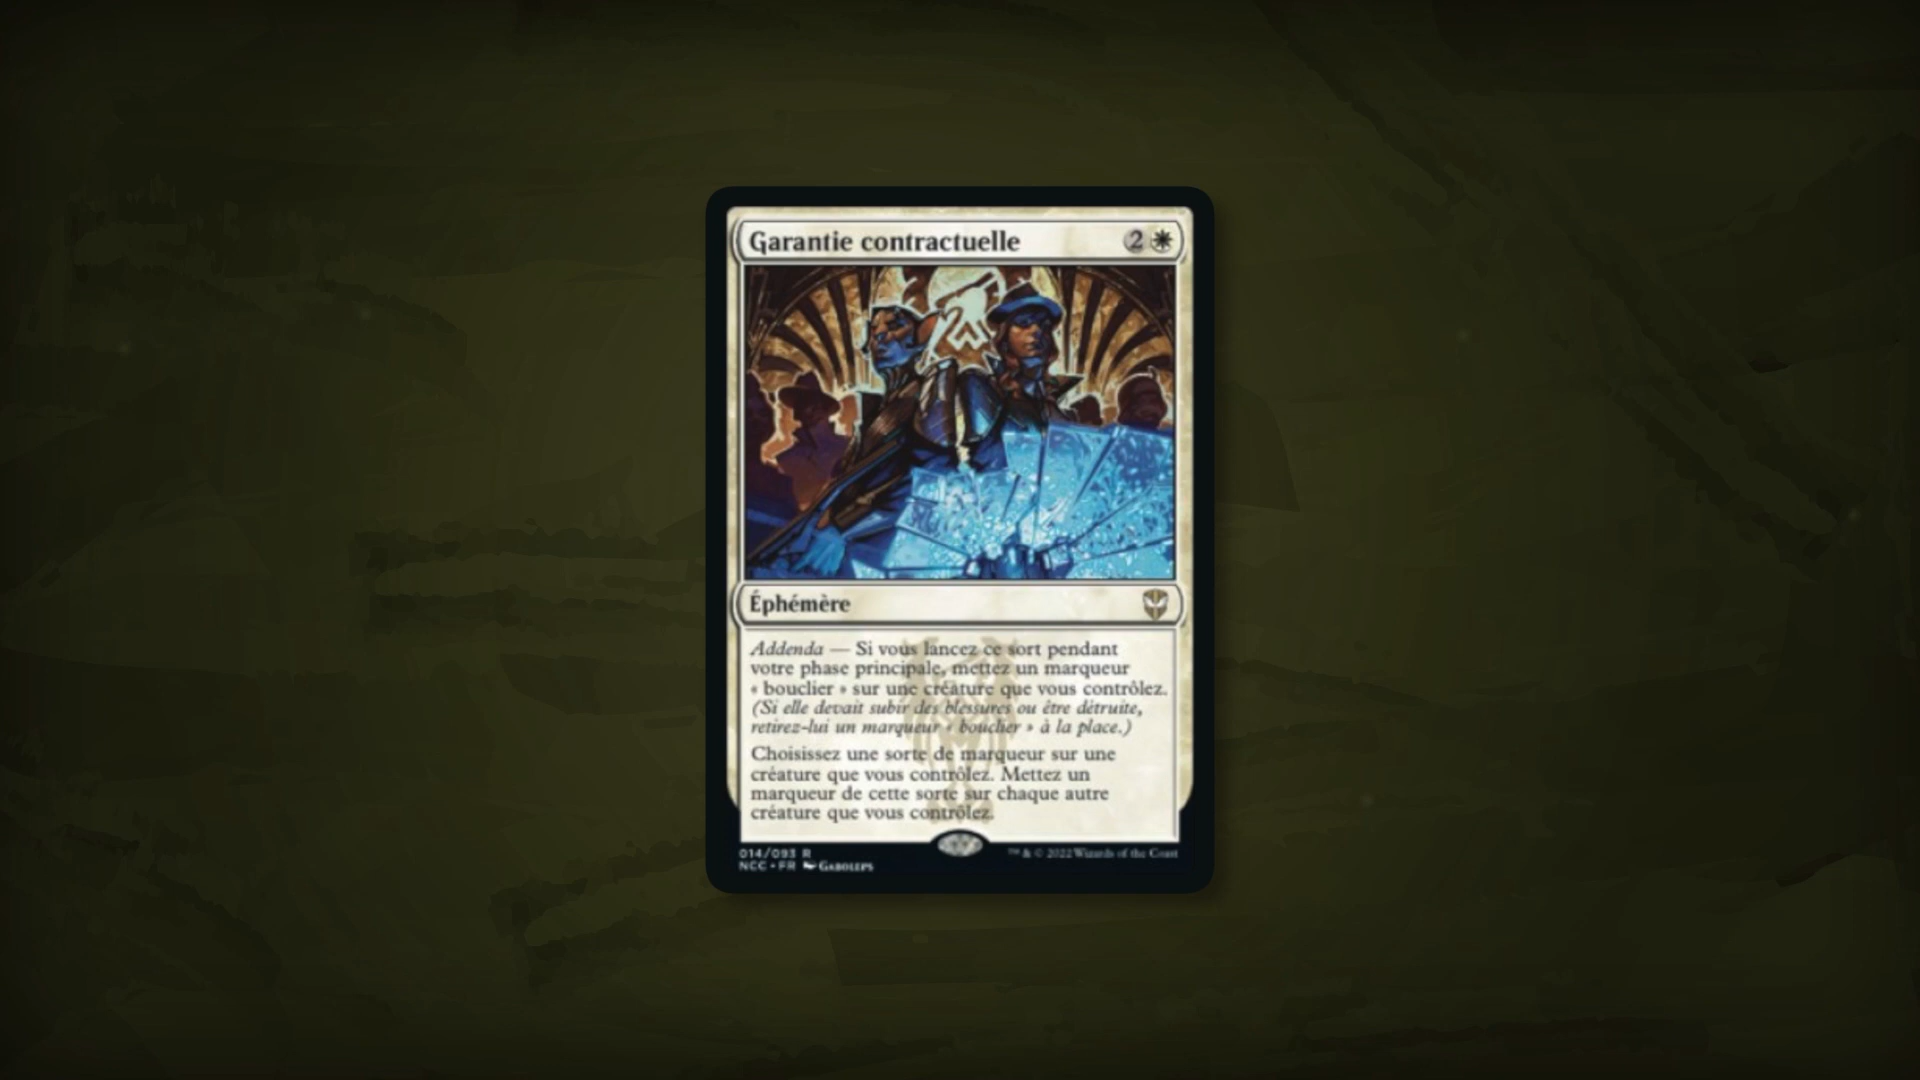 Garantie contractuelle 2
Éphémère
Addenda — Si vous lancez ce sort pendant
votre phase principale, mettez un marqueur
« bouclier » sur une créature que vous contrôlez.
(Si elle devait subir des blessures ou être détruite,
retirez-lui un marqueur « bouclier » à la place.)
Choisissez une sorte de marqueur sur une
créature que vous contrôlez. Mettez un
marqueur de cette sorte sur chaque autre
créature que vous contrôlez.
014/093 R
™ & © 2022 Wizards of the Coast
NCC • FR Gaboleps